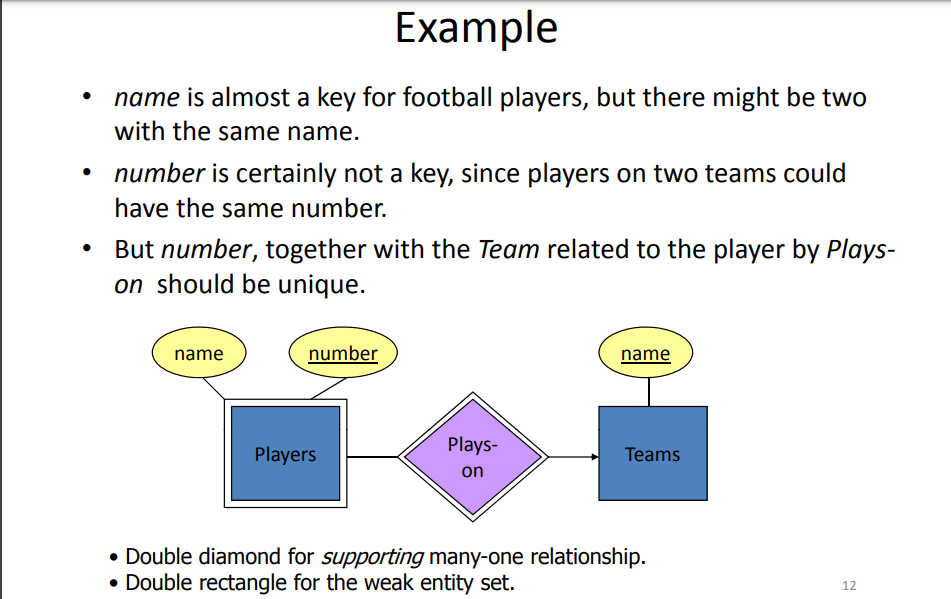 Example
• name is almost a key for football players, but there might be two
with the same name.
• number is certainly not a key, since players on two teams could
have the same number.
• But number, together with the Team related to the player by Plays-
on should be unique.
name
number
name
Players
Plays-
on
Teams
• Double diamond for supporting many-one relationship.
• Double rectangle for the weak entity set.
12